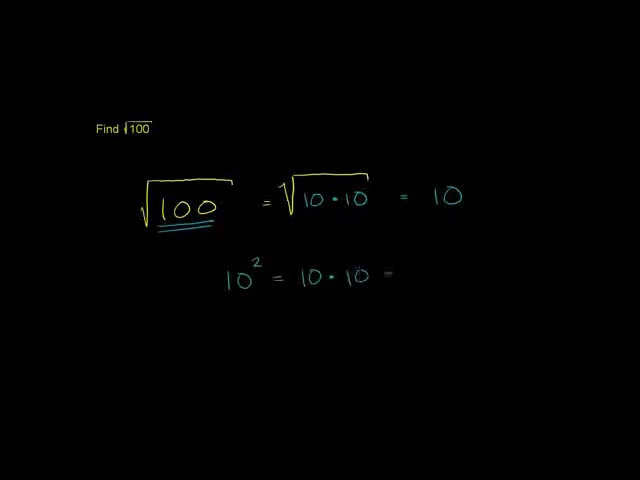 Find √100
√100 = √10·10 = 10
10² = 10·10 =